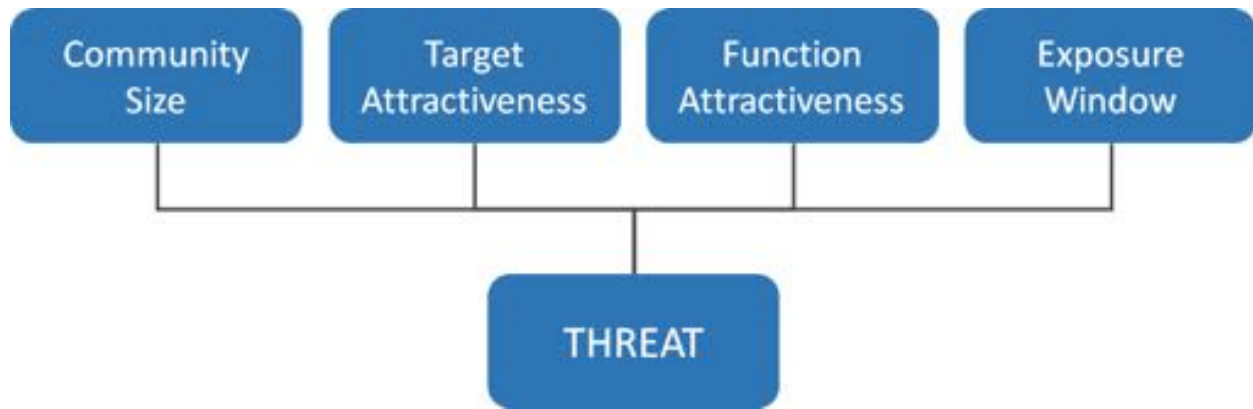 Community
Size
Target
Attractiveness
Function
Attractiveness
Exposure
Window
THREAT